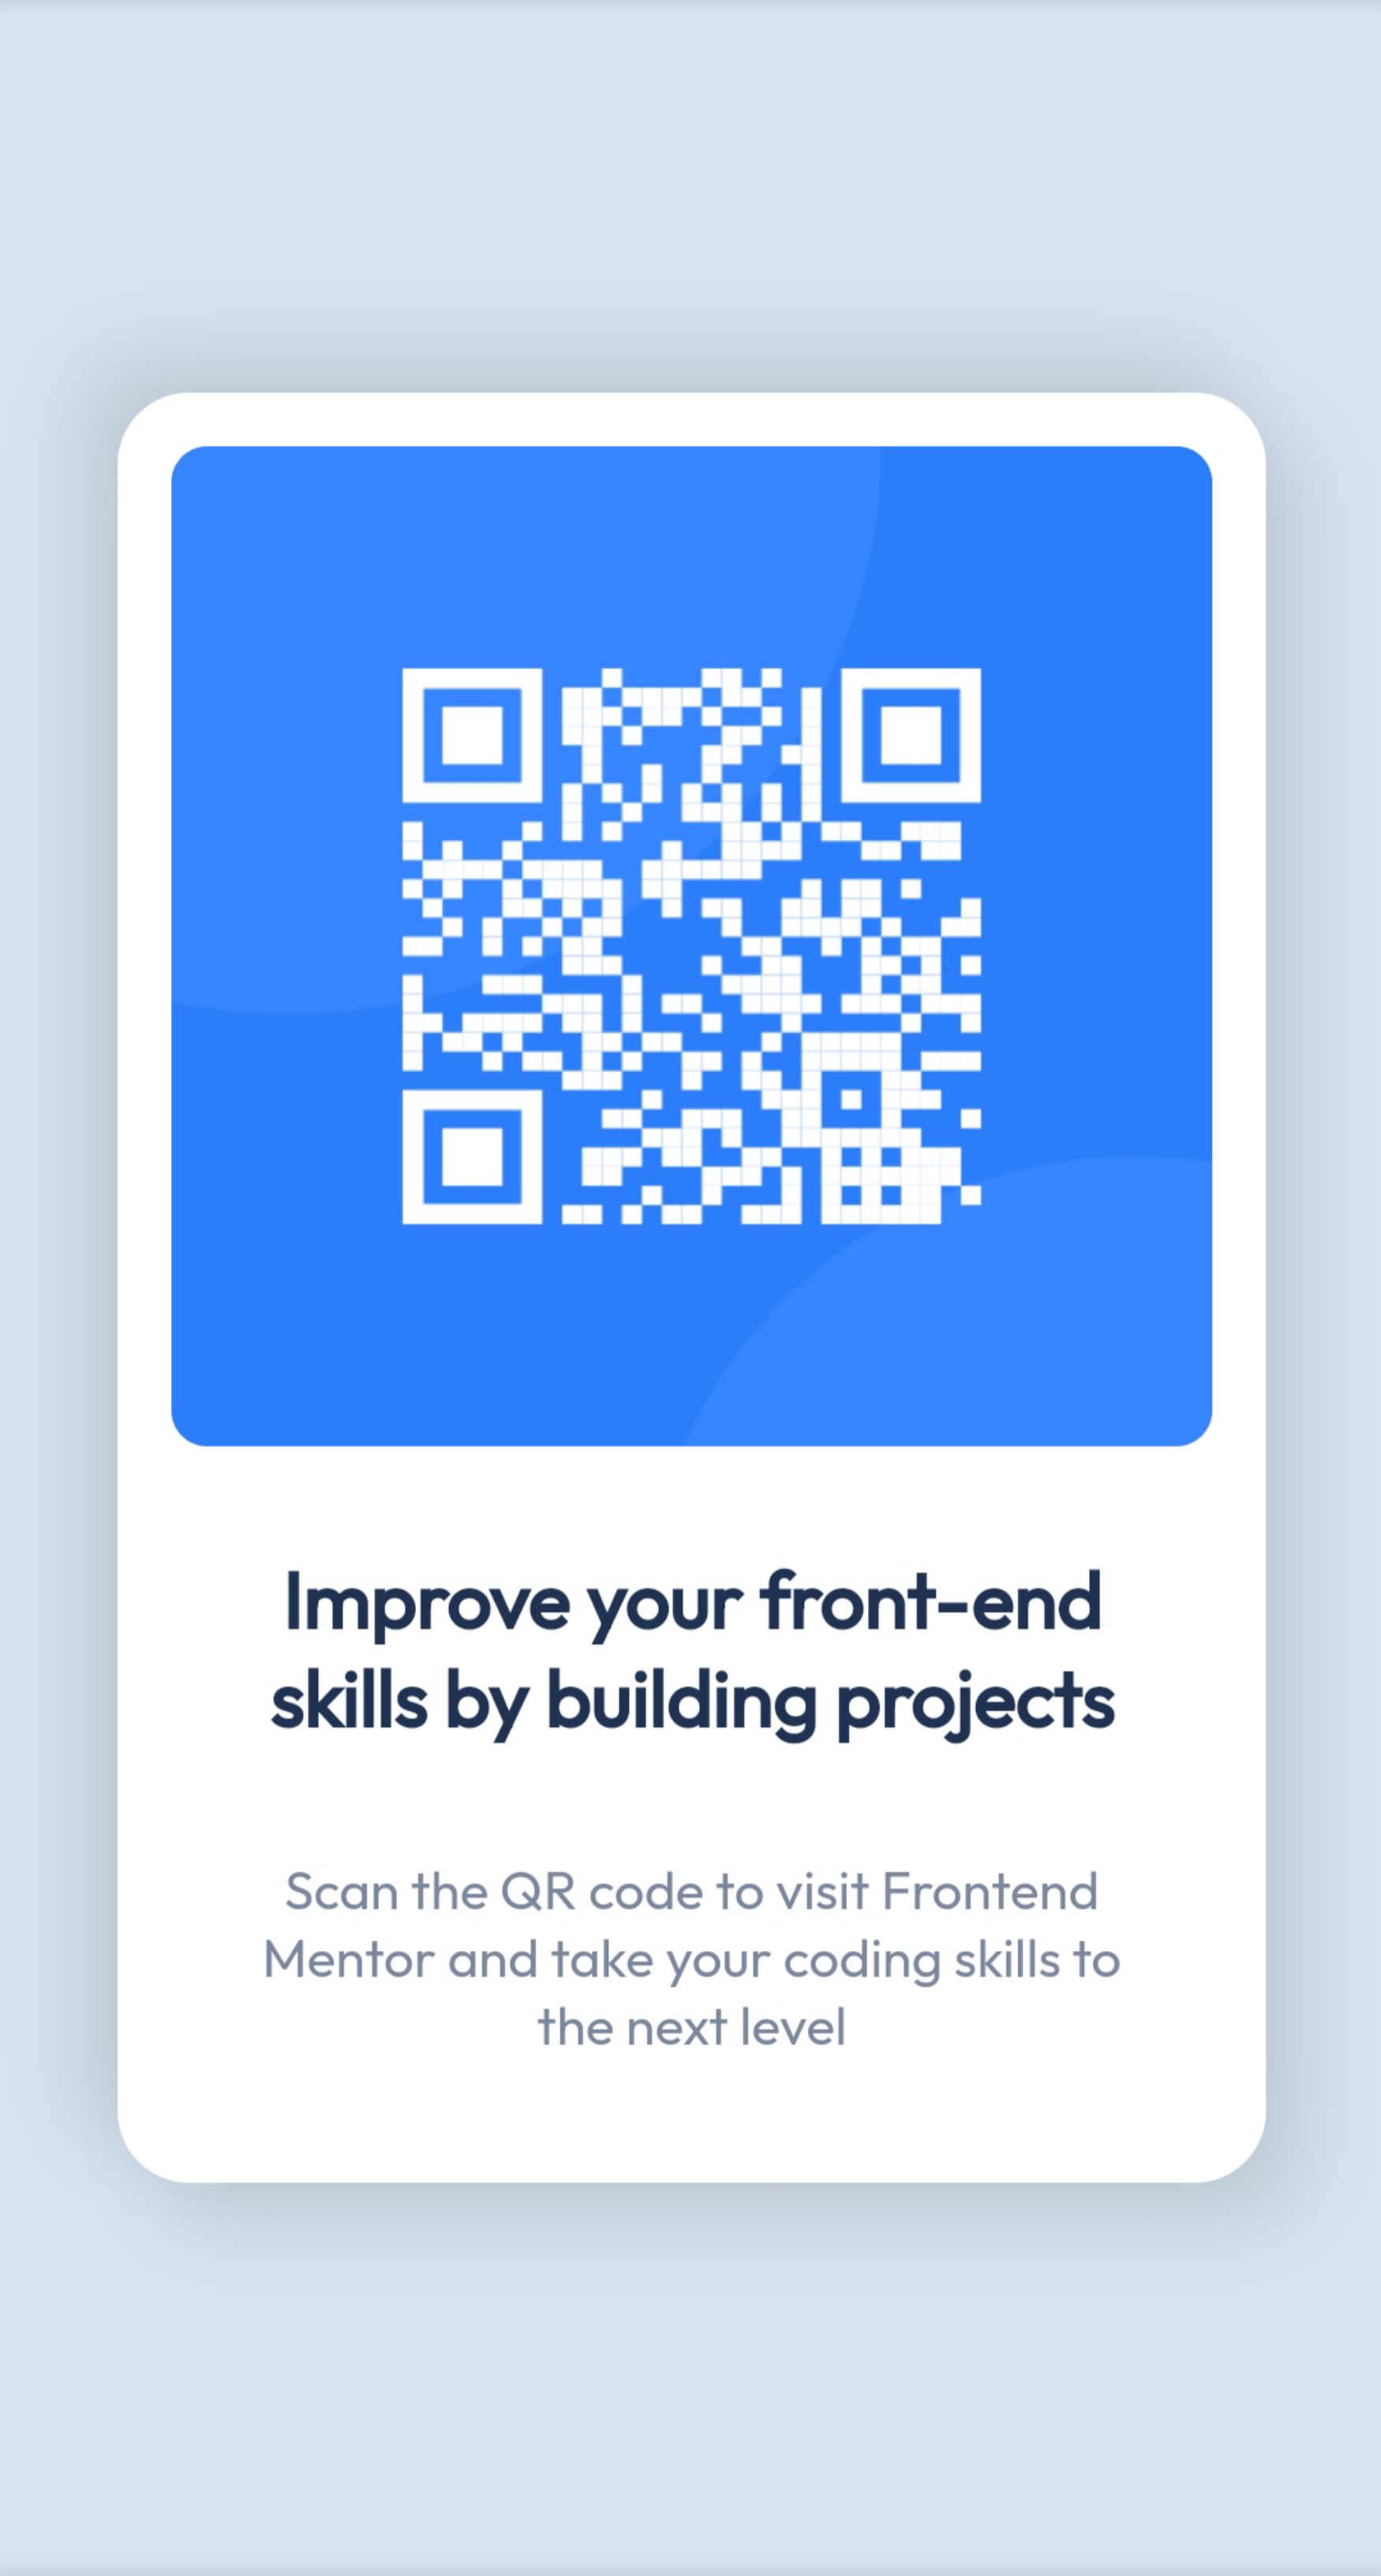 Improve your front-end
skills by building projects
Scan the QR code to visit Frontend
Mentor and take your coding skills to
the next level